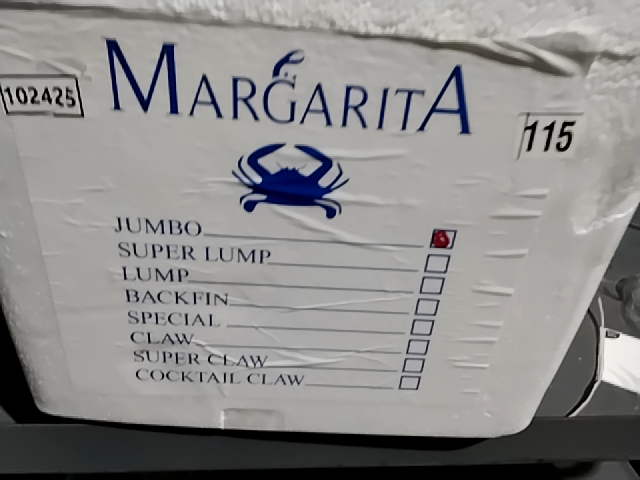 MARGARITA
102425
115
JUMBO
SUPER LUMP
LUMP
BACKFIN
SPECIAL
CLAW
SUPER CLAW
COCKTAIL CLAW